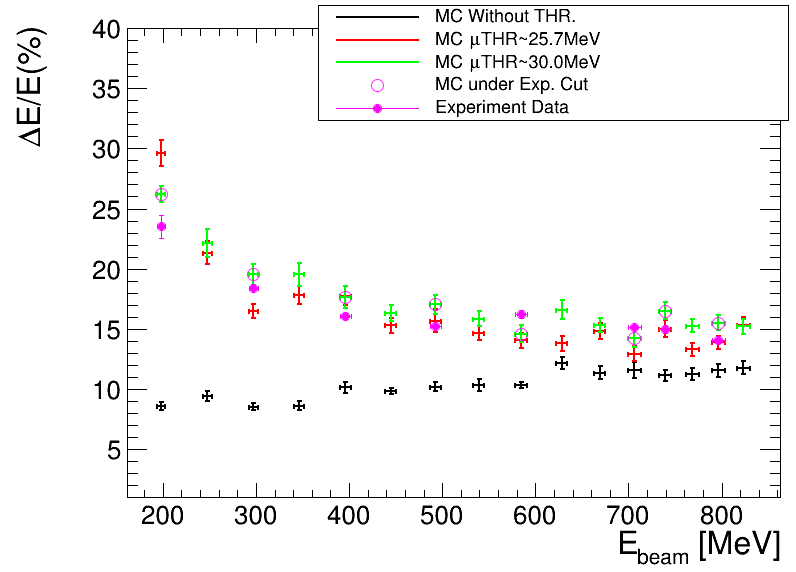 MC Without THR.
MC μTHR~25.7MeV
MC μTHR~30.0MeV
MC under Exp. Cut
Experiment Data
ΔE/E(%)
40
35
30
25
20
15
10
5
200 300 400 500 600 700 800
E_beam [MeV]